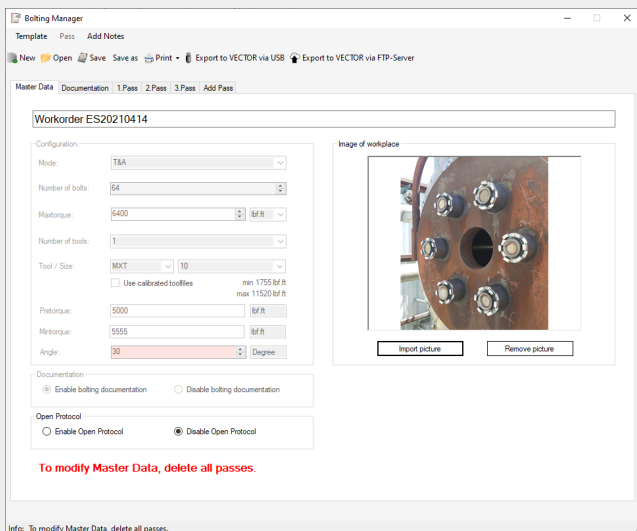 Bolting Manager
Template Pass Add Notes
New Open Save Save as Print Export to VECTOR via USB Export to VECTOR via FTP-Server
Master Data Documentation 1.Pass 2.Pass 3.Pass Add Pass
Workorder ES20210414
Configuration
Mode: T&A
Number of bolts: 64
Maxtorque: 6400 lbf.ft
Number of tools: 1
Tool / Size: MXT 10
Use calibrated toolfiles min 1755 lbf.ft
max 11520 lbf.ft
Pretorque: 5000 lbf.ft
Mintorque: 5555 lbf.ft
Angle: 30 Degree
Image of workplace
Import picture Remove picture
Documentation
Enable bolting documentation Disable bolting documentation
Open Protocol
Enable Open Protocol Disable Open Protocol
To modify Master Data, delete all passes.
Info: To modify Master Data, delete all passes.